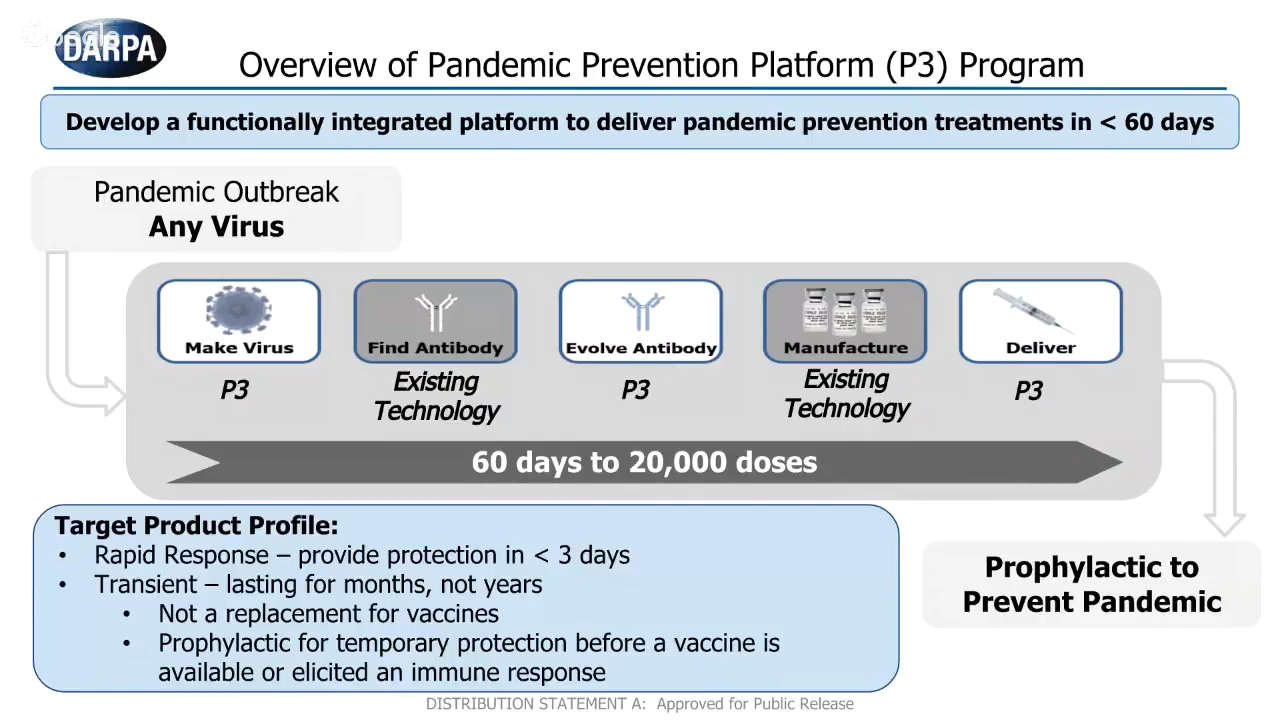 Google
DARPA
Overview of Pandemic Prevention Platform (P3) Program
Develop a functionally integrated platform to deliver pandemic prevention treatments in < 60 days
Pandemic Outbreak
Any Virus
Make Virus
P3
Find Antibody
Existing
Technology
Evolve Antibody
P3
Manufacture
Existing
Technology
Deliver
P3
60 days to 20,000 doses
Target Product Profile:
• Rapid Response – provide protection in < 3 days
• Transient – lasting for months, not years
• Not a replacement for vaccines
• Prophylactic for temporary protection before a vaccine is
available or elicited an immune response
Prophylactic to
Prevent Pandemic
DISTRIBUTION STATEMENT A: Approved for Public Release